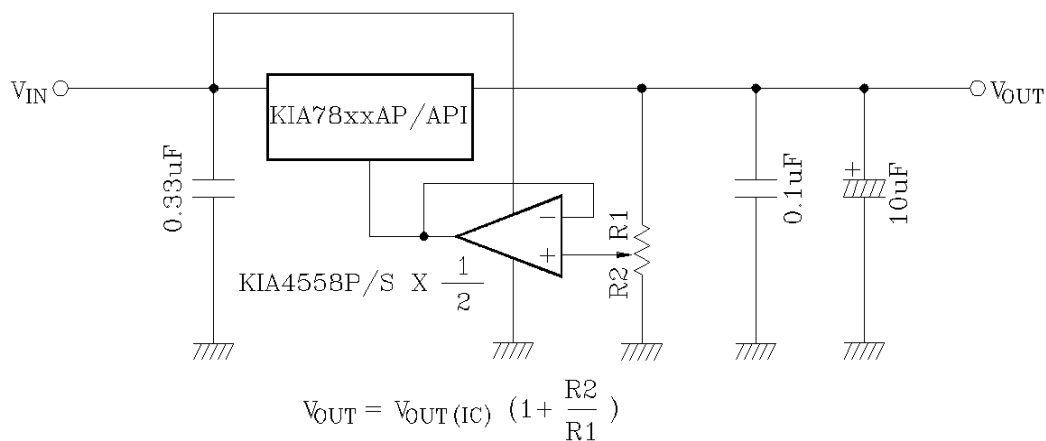 VIN
KIA78xxAP/API
VOUT
0.33uF
0.1uF
+
10uF
−
+
R1
R2
KIA4558P/S X 1/2
VOUT = VOUT(IC) (1+ R2/R1)